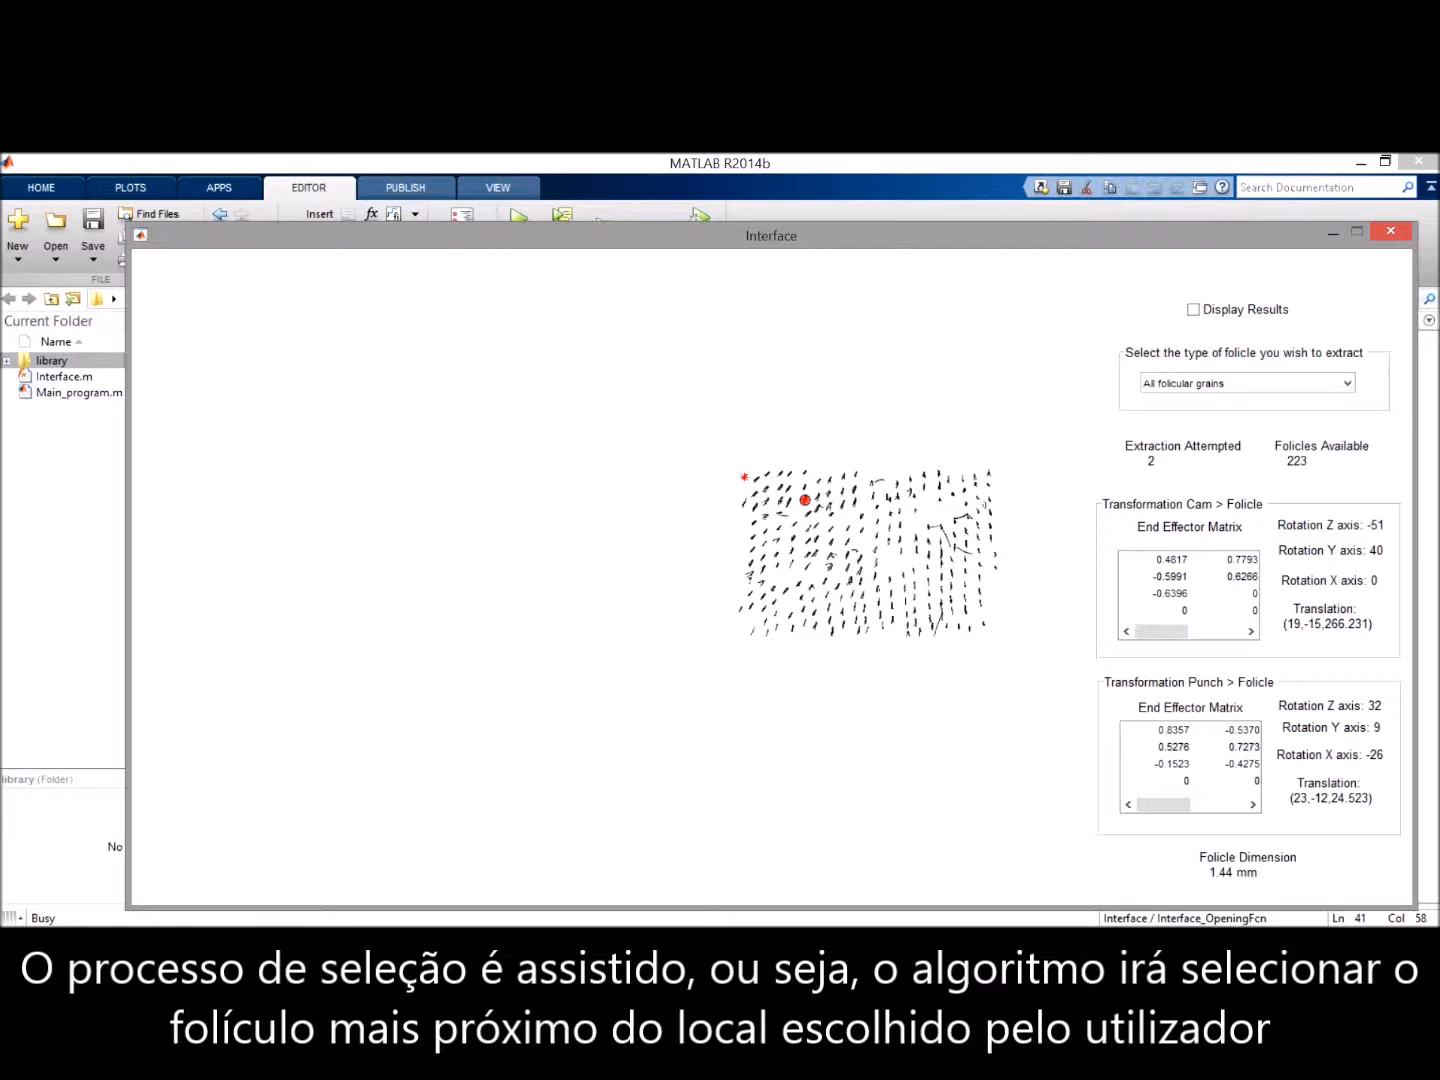 MATLAB R2014b
HOME PLOTS APPS EDITOR PUBLISH VIEW Search Documentation
Find Files Insert fx
New Open Save
FILE
Interface
Current Folder
Name
library
Interface.m
Main_program.m
library (Folder)
No
Display Results
Select the type of folicle you wish to extract
All folicular grains
Extraction Attempted Folicles Available
2 223
Transformation Cam > Folicle
End Effector Matrix
0.4817 0.7793
-0.5991 0.6266
-0.6396 0
0 0
Rotation Z axis: -51
Rotation Y axis: 40
Rotation X axis: 0
Translation:
(19,-15,266.231)
Transformation Punch > Folicle
End Effector Matrix
0.8357 -0.5370
0.5276 0.7273
-0.1523 -0.4275
0 0
Rotation Z axis: 32
Rotation Y axis: 9
Rotation X axis: -26
Translation:
(23,-12,24.523)
Folicle Dimension
1.44 mm
Busy Interface / Interface_OpeningFcn Ln 41 Col 58
O processo de seleção é assistido, ou seja, o algoritmo irá selecionar o
folículo mais próximo do local escolhido pelo utilizador